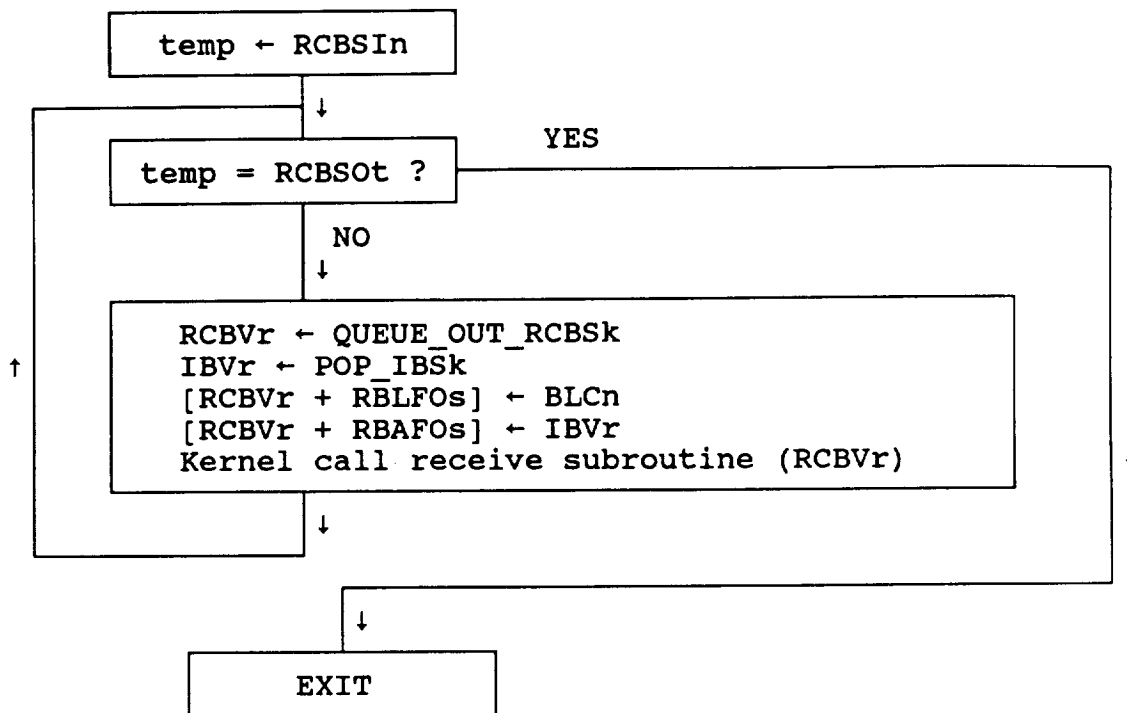 temp ← RCBSIn
↓
temp = RCBSOt ?
YES
NO
↓
RCBVr ← QUEUE_OUT_RCBSk
IBVr ← POP_IBSk
[RCBVr + RBLFOs] ← BLCn
[RCBVr + RBAFOs] ← IBVr
Kernel call receive subroutine (RCBVr)
↑
↓
↓
EXIT